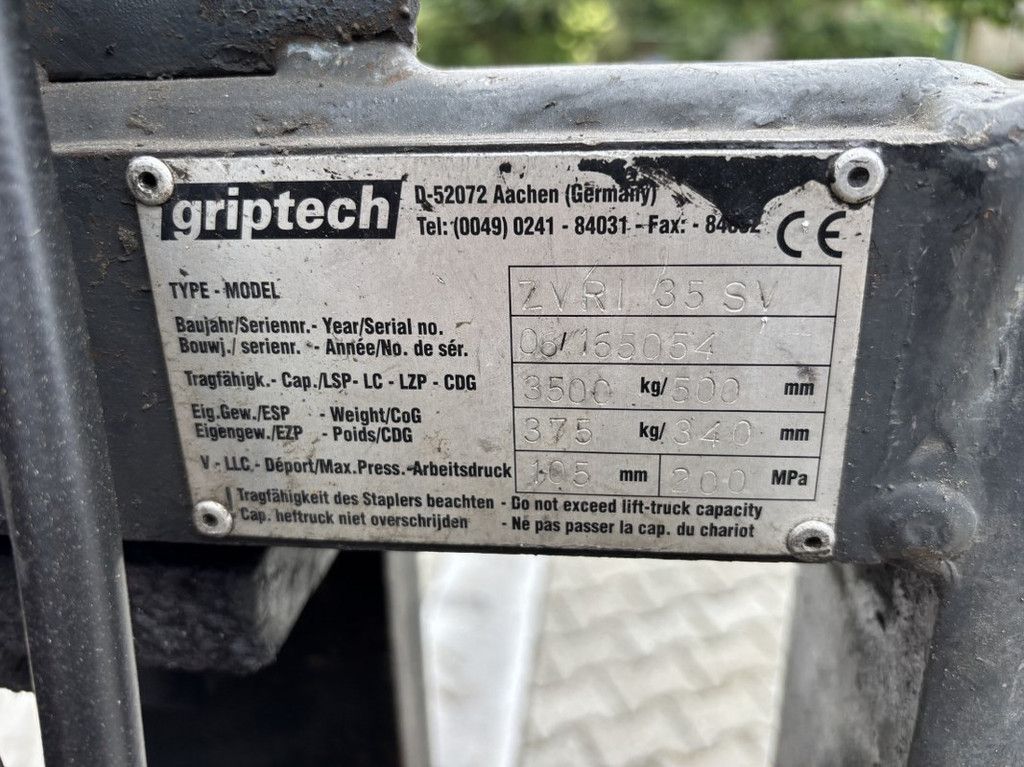 griptech
D-52072 Aachen (Germany)
Tel: (0049) 0241 - 84031 - Fax: -
CE
TYPE - MODEL ZVRI 35 SV
Baujahr/Seriennr. - Year/Serial no. 06/165054
Bouwj./ serienr. - Année/No. de sér.
Tragfähigk.- Cap./LSP- LC - LZP - CDG 3500 kg/ 500 mm
Eig.Gew./ESP - Weight/CoG 375 kg/ 340 mm
Eigengew./EZP - Poids/CDG
V - LLC - Déport/Max.Press.-Arbeitsdruck 105 mm 200 MPa
Tragfähigkeit des Staplers beachten - Do not exceed lift-truck capacity
Cap. heftruck niet overschrijden - Ne pas passer la cap. du chariot